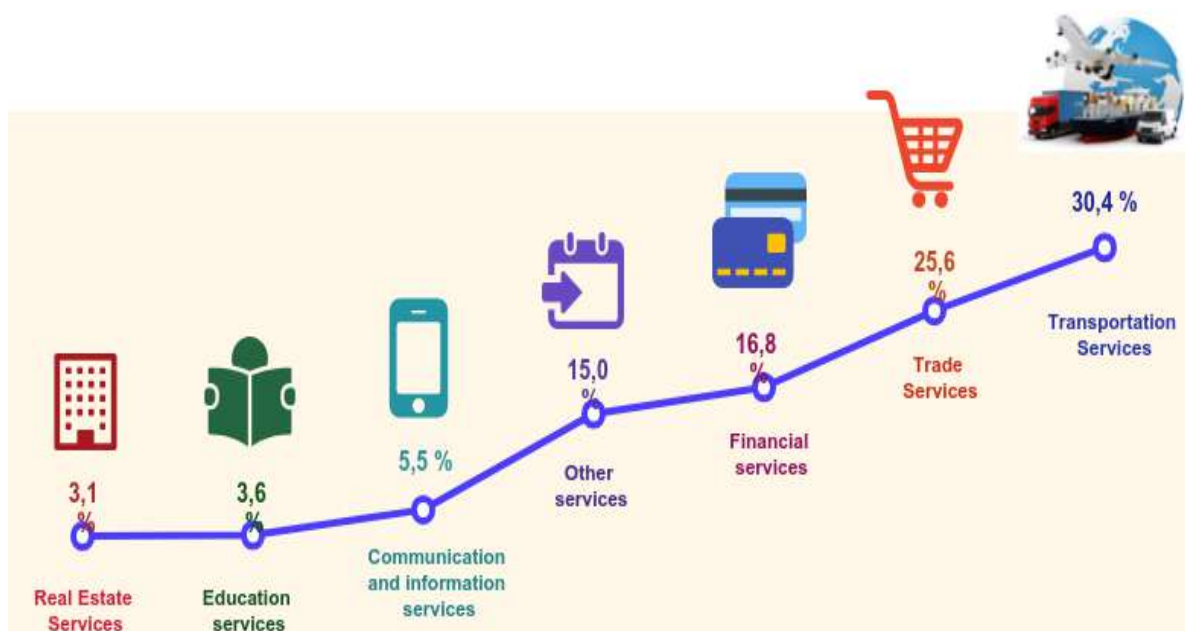 3,1
%
Real Estate
Services
3,6
%
Education
services
5,5 %
Communication
and information
services
15,0
%
Other
services
16,8
%
Financial
services
25,6
%
Trade
Services
30,4 %
Transportation
Services